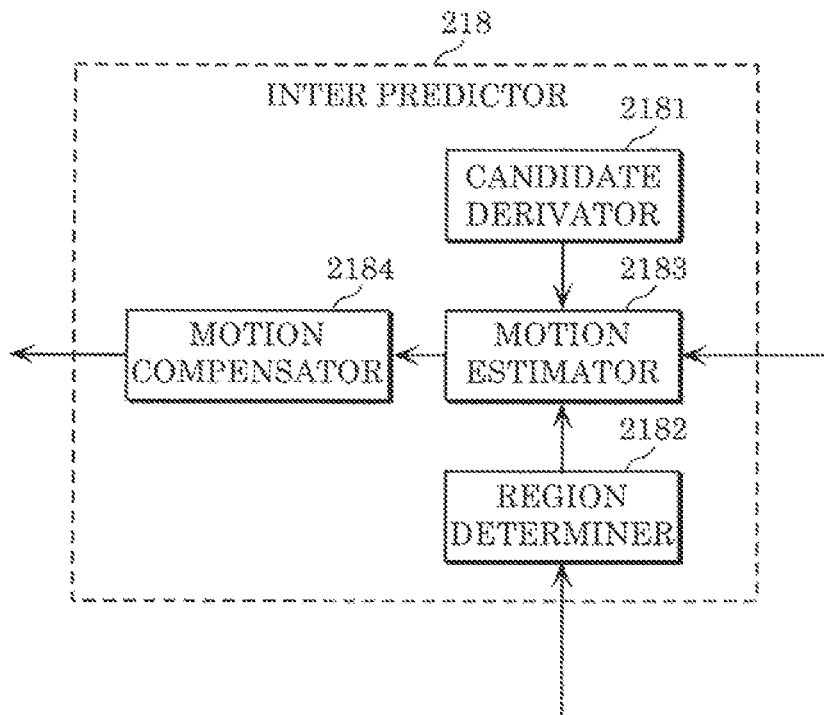 218
INTER PREDICTOR
2181
CANDIDATE
DERIVATOR
2184
MOTION
COMPENSATOR
2183
MOTION
ESTIMATOR
2182
REGION
DETERMINER